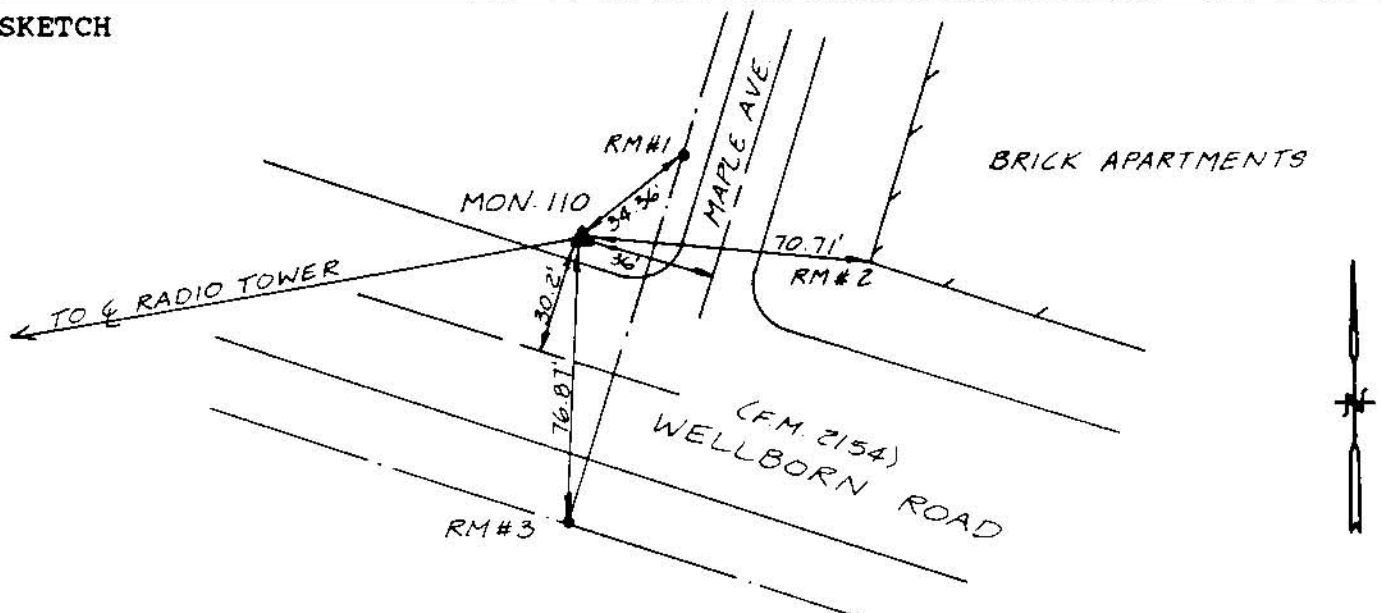 SKETCH
RM#1
MAPLE AVE.
BRICK APARTMENTS
MON. 110
34.36'
36'
70.71'
RM#2
TO ℄ RADIO TOWER
30.2'
76.87'
(F.M. 2154)
WELLBORN ROAD
RM#3
N